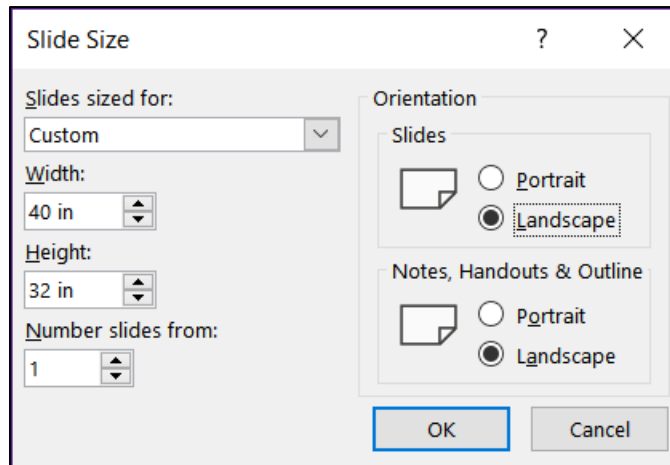 Slide Size
?
Slides sized for:
Custom
Width:
40 in
Height:
32 in
Number slides from:
1
Orientation
Slides
Portrait
Landscape
Notes, Handouts & Outline
Portrait
Landscape
OK
Cancel